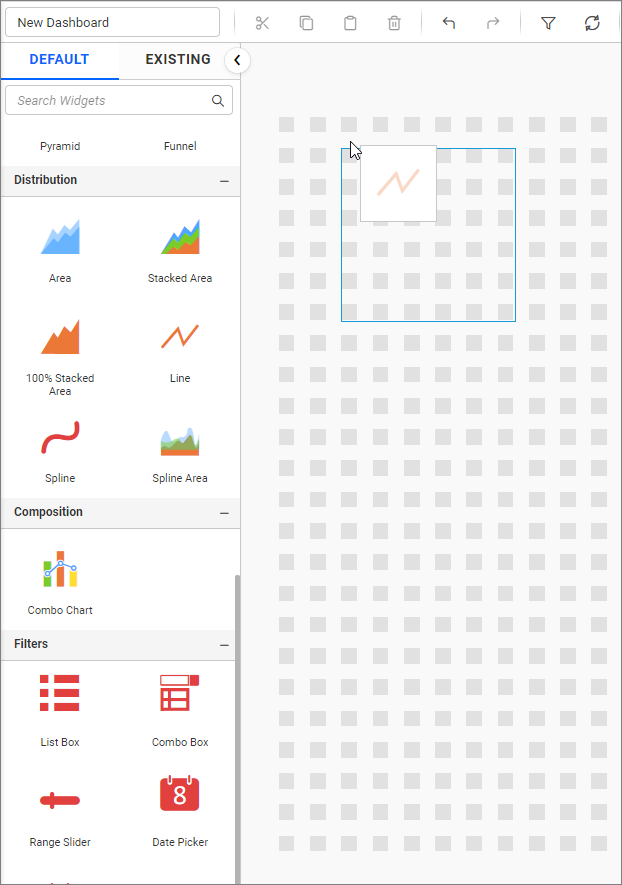 New Dashboard
DEFAULT
EXISTING
Search Widgets
Pyramid
Funnel
Distribution
Area
Stacked Area
100% Stacked
Area
Line
Spline
Spline Area
Composition
Combo Chart
Filters
List Box
Combo Box
8
Range Slider
Date Picker